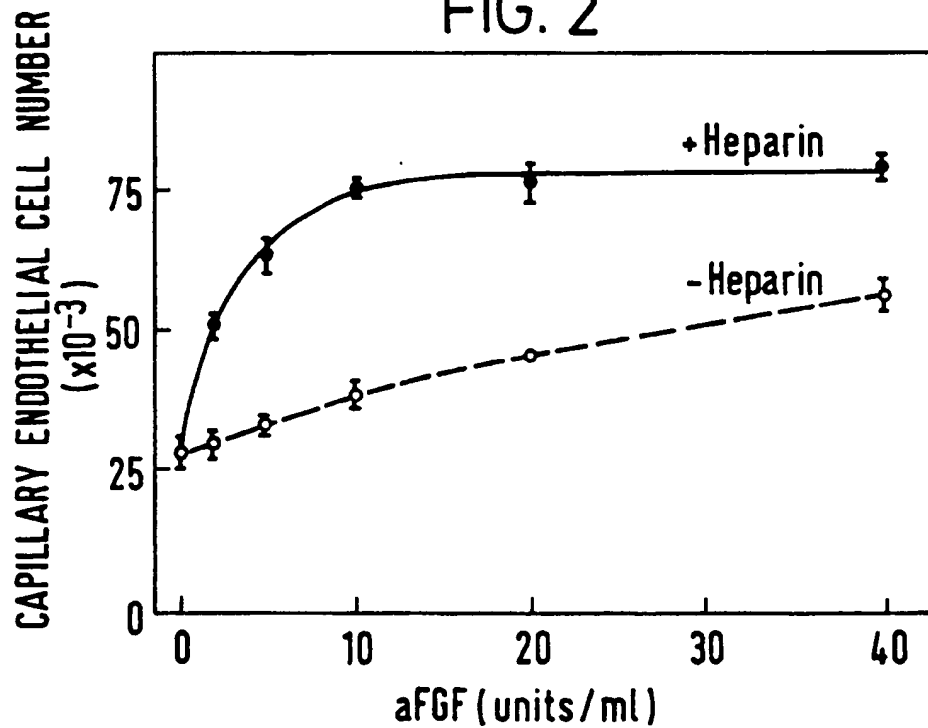 FIG. 2
CAPILLARY ENDOTHELIAL CELL NUMBER
(x10⁻³)
75
50
25
0
+Heparin
-Heparin
0 10 20 30 40
aFGF (units/ml)